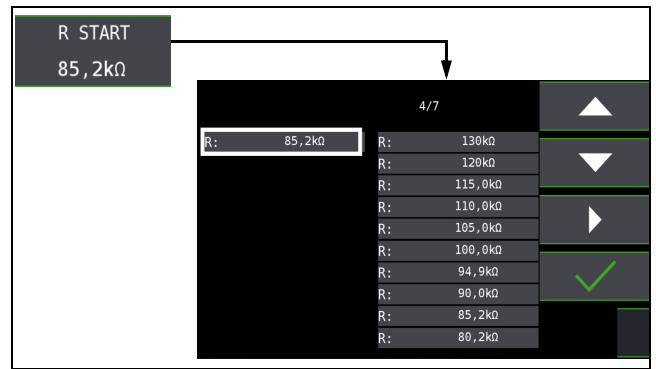 R START
85,2kΩ
4/7
R: 85,2kΩ
R: 130kΩ
R: 120kΩ
R: 115,0kΩ
R: 110,0kΩ
R: 105,0kΩ
R: 100,0kΩ
R: 94,9kΩ
R: 90,0kΩ
R: 85,2kΩ
R: 80,2kΩ